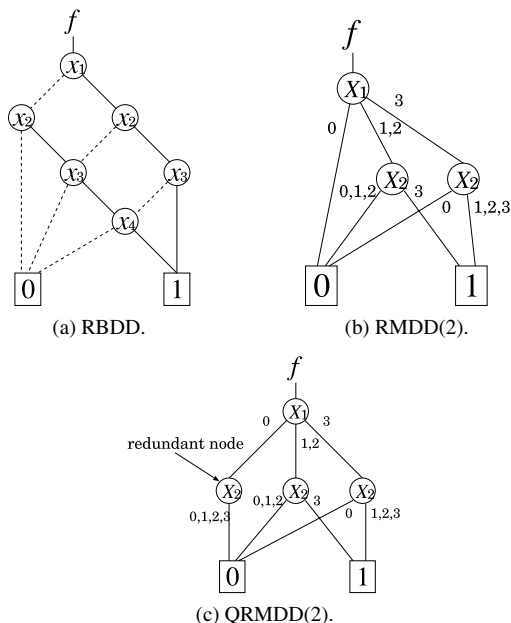 f
x1
x2
x2
x3
x3
x4
0
1
(a) RBDD.
f
X1
0
1,2
3
X2
X2
0,1,2
3
0
1,2,3
0
1
(b) RMDD(2).
f
X1
0
1,2
3
redundant node
X2
X2
X2
0,1,2,3
0,1,2
3
0
1,2,3
0
1
(c) QRMDD(2).